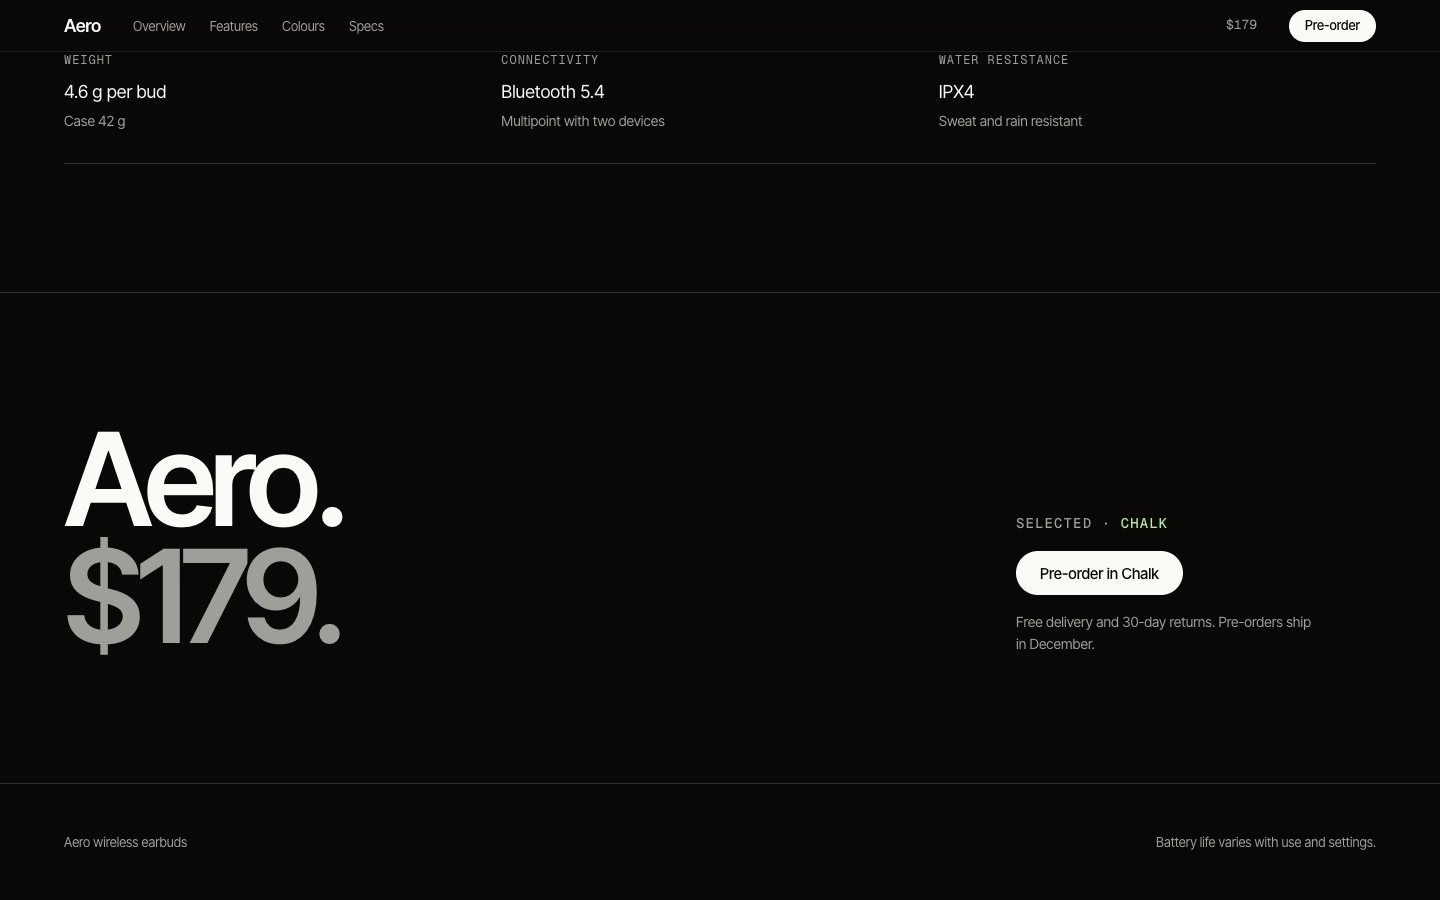 Aero Overview Features Colours Specs $179 Pre-order
WEIGHT CONNECTIVITY WATER RESISTANCE
4.6 g per bud Bluetooth 5.4 IPX4
Case 42 g Multipoint with two devices Sweat and rain resistant
Aero.
$179.
SELECTED · CHALK
Pre-order in Chalk
Free delivery and 30-day returns. Pre-orders ship
in December.
Aero wireless earbuds Battery life varies with use and settings.